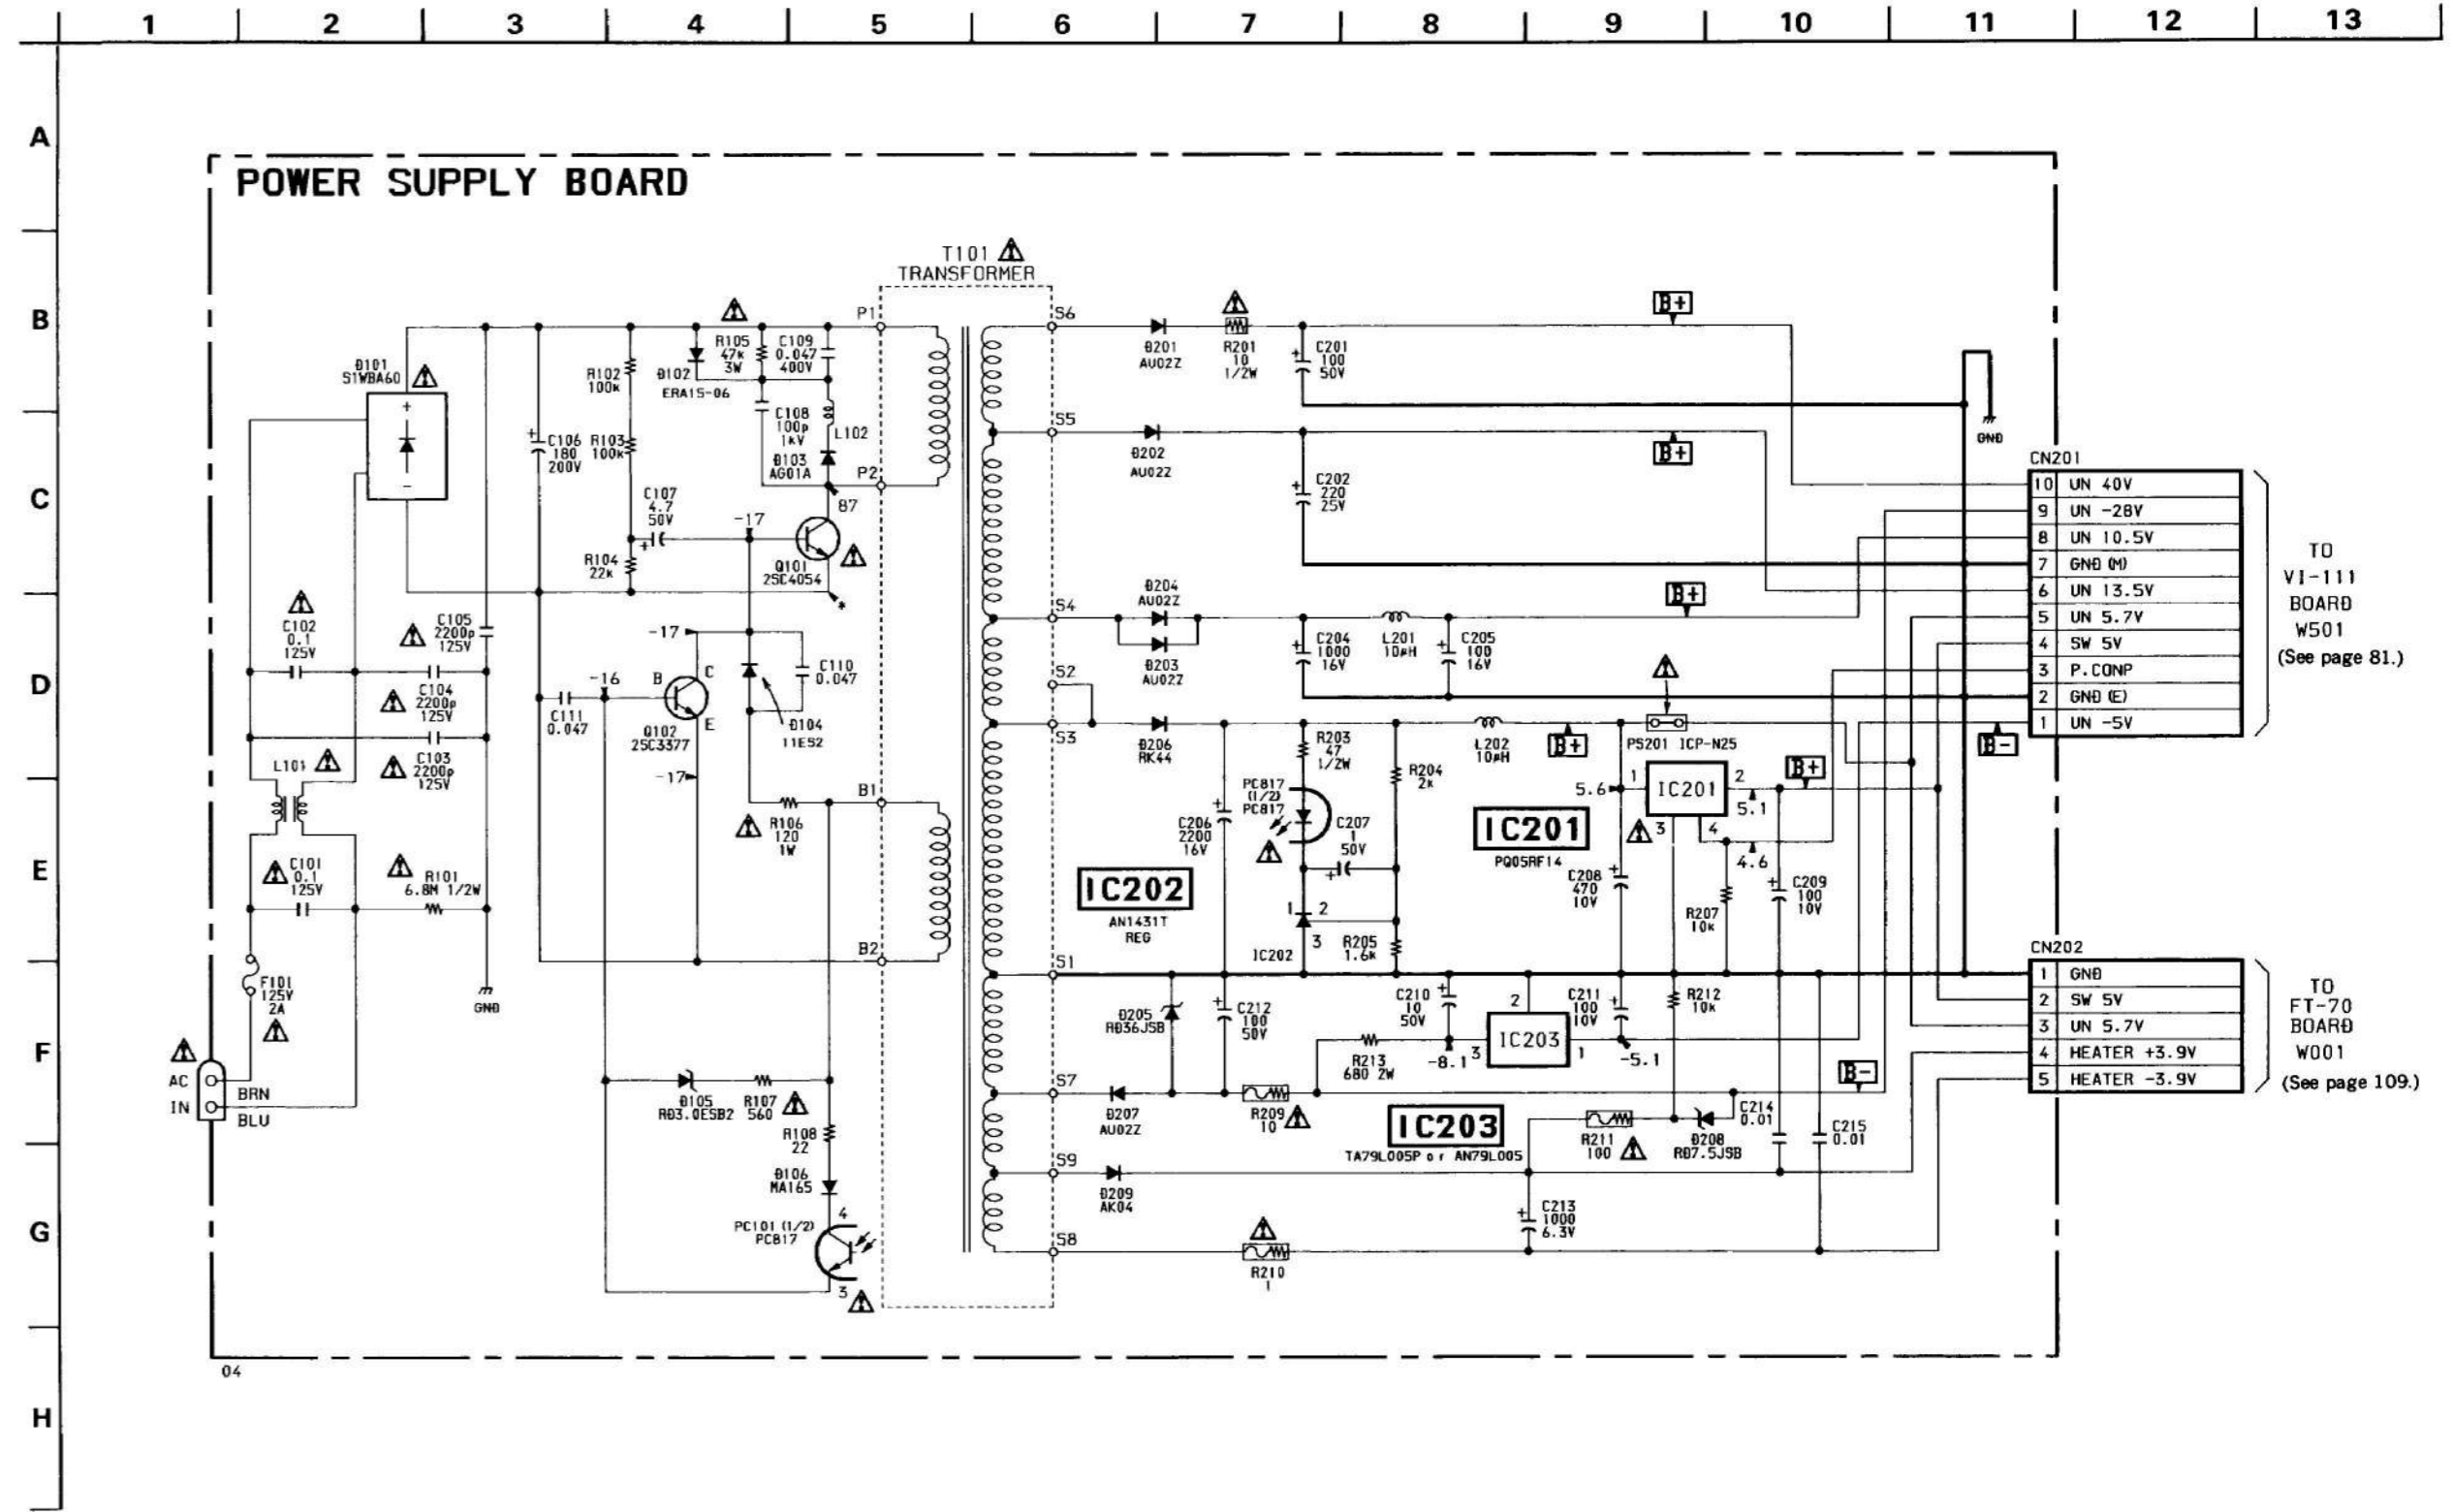 1 2 3 4 5 6 7 8 9 10 11 12 13
A
B
C
D
E
F
G
H
POWER SUPPLY BOARD
T101
TRANSFORMER
P1
P2
B1
B2
S6
S5
S4
S2
S3
S1
S7
S9
S8
D101
S1WBA60
+
-
C102
0.1
125V
C105
2200p
125V
C104
2200p
125V
C103
2200p
125V
L101
C101
0.1
125V
R101
6.8M 1/2W
F101
125V
2A
GND
AC
IN
BRN
BLU
04
C106
180
200V
R102
100k
R103
100k
R104
22k
C107
4.7
50V
D102
ERA15-06
R105
47k
3W
C109
0.047
400V
C108
100p
1kV
L102
D103
AG01A
87
-17
Q101
2SC4054
*
-17
-16
B
C
E
C111
0.047
Q102
2SC3377
-17
C110
0.047
D104
11ES2
R106
120
1W
D105
RD3.0ESB2
R107
560
R108
22
D106
MA165
PC101 (1/2)
PC817
4
3
D201
AU02Z
R201
10
1/2W
C201
100
50V
B+
D202
AU02Z
C202
220
25V
B+
D204
AU02Z
D203
AU02Z
C204
1000
16V
L201
10µH
C205
100
16V
B+
D206
RK44
R203
47
1/2W
R204
2k
L202
10µH
B+
PS201 ICP-N25
B+
B-
PC817
(1/2)
PC817
C206
2200
16V
C207
1
50V
IC202
AN1431T
REG
1
2
3
IC202
R205
1.6k
IC201
PQ05RF14
5.6
1
IC201
2
5.1
3
4
4.6
C208
470
10V
R207
10k
C209
100
10V
D205
RD36JSB
C212
100
50V
C210
10
50V
2
IC203
3
1
C211
100
10V
R212
10k
R213
680 2W
-8.1
-5.1
B-
D207
AU02Z
R209
10
IC203
TA79L005P or AN79L005
R211
100
D208
RD7.5JSB
C214
0.01
C215
0.01
D209
AK04
C213
1000
6.3V
R210
1
GND
CN201
10 UN 40V
9 UN -28V
8 UN 10.5V
7 GND (M)
6 UN 13.5V
5 UN 5.7V
4 SW 5V
3 P.CONP
2 GND (E)
1 UN -5V
TO
VI-111
BOARD
W501
(See page 81.)
CN202
1 GND
2 SW 5V
3 UN 5.7V
4 HEATER +3.9V
5 HEATER -3.9V
TO
FT-70
BOARD
W001
(See page 109.)